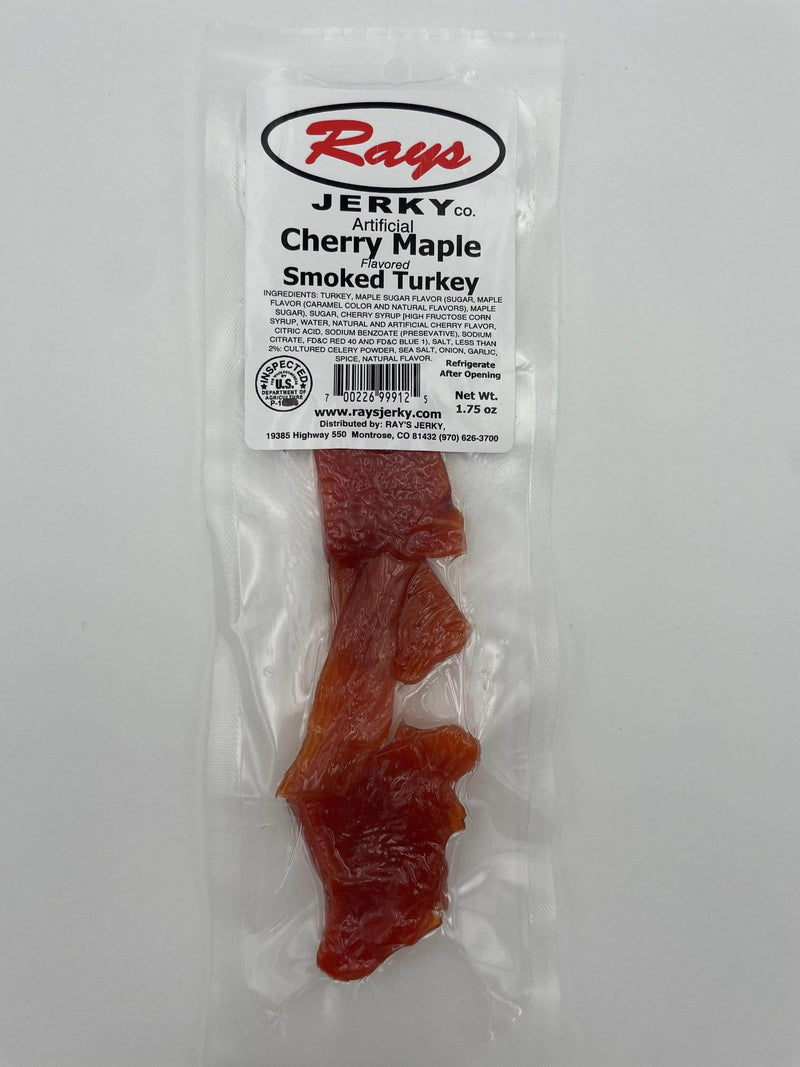 Rays
JERKY CO.
Artificial
Cherry Maple
Flavored
Smoked Turkey
INGREDIENTS: TURKEY, MAPLE SUGAR FLAVOR (SUGAR, MAPLE
FLAVOR (CARAMEL COLOR AND NATURAL FLAVORS), MAPLE
SUGAR), SUGAR, CHERRY SYRUP [HIGH FRUCTOSE CORN
SYRUP, WATER, NATURAL AND ARTIFICIAL CHERRY FLAVOR,
CITRIC ACID, SODIUM BENZOATE (PRESEVATIVE), SODIUM
CITRATE, FD&C RED 40 AND FD&C BLUE 1), SALT, LESS THAN
2%: CULTURED CELERY POWDER, SEA SALT, ONION, GARLIC,
SPICE, NATURAL FLAVOR.
Refrigerate
After Opening
INSPECTED
U.S.
DEPARTMENT OF
AGRICULTURE
7 00226 99912 5
Net Wt.
1.75 oz
www.raysjerky.com
Distributed by: RAY'S JERKY,
19385 Highway 550 Montrose, CO 81432 (970) 626-3700